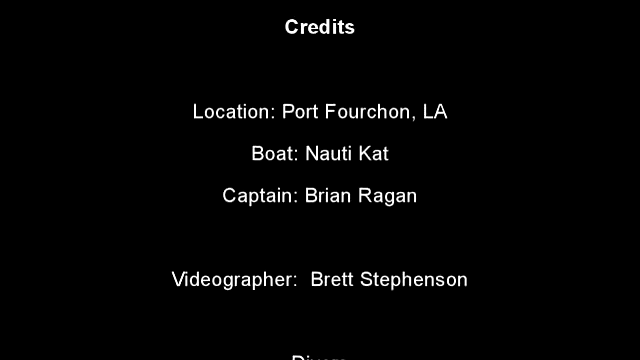 Credits
Location: Port Fourchon, LA
Boat: Nauti Kat
Captain: Brian Ragan
Videographer:  Brett Stephenson